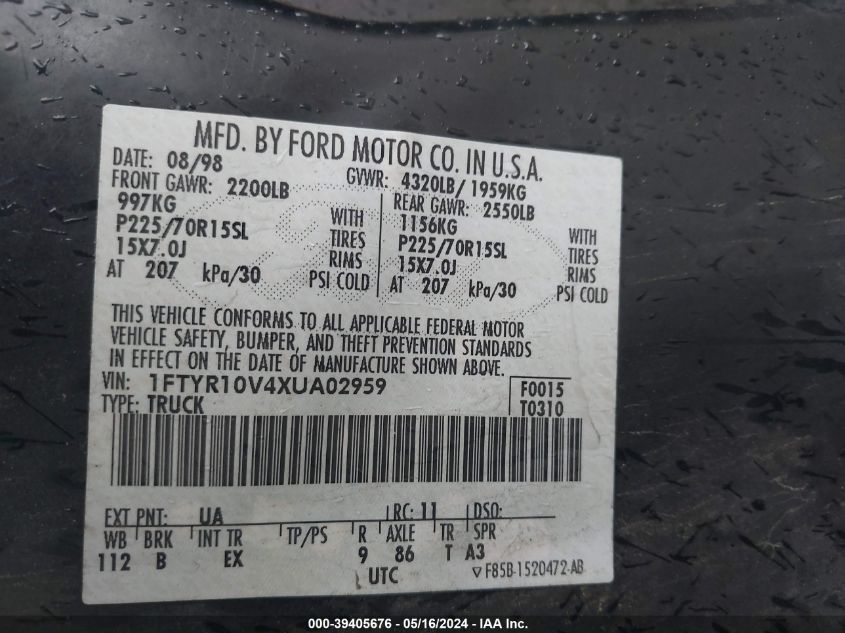 MFD. BY FORD MOTOR CO. IN U.S.A.
DATE: 08/98 GVWR: 4320LB/ 1959KG
FRONT GAWR: 2200LB REAR GAWR: 2550LB
997KG WITH 1156KG WITH
P225/70R15SL TIRES P225/70R15SL TIRES
15X7.0J RIMS 15X7.0J RIMS
AT 207 kPa/30 PSI COLD AT 207 kPa/30 PSI COLD
THIS VEHICLE CONFORMS TO ALL APPLICABLE FEDERAL MOTOR
VEHICLE SAFETY, BUMPER, AND THEFT PREVENTION STANDARDS
IN EFFECT ON THE DATE OF MANUFACTURE SHOWN ABOVE.
VIN: 1FTYR10V4XUA02959 F0015
TYPE: TRUCK T0310
EXT PNT: UA RC: 11 DSO:
WB BRK INT TR TP/PS R AXLE TR SPR
112 B EX 9 86 T A3
UTC ▽F85B-1520472-AB
000-39405676 - 05/16/2024 - IAA Inc.